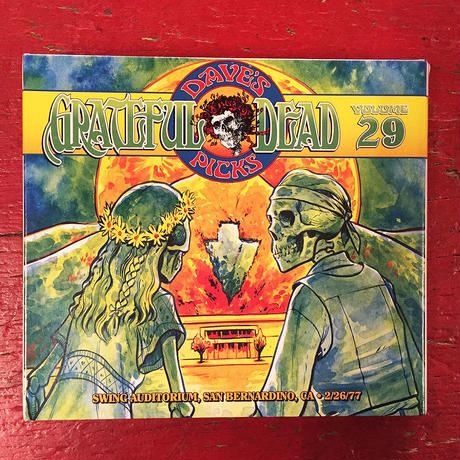 DAVE'S
GRATEFUL DEAD
VOLUME
29
PICKS
SWING AUDITORIUM, SAN BERNARDINO, CA • 2/26/77